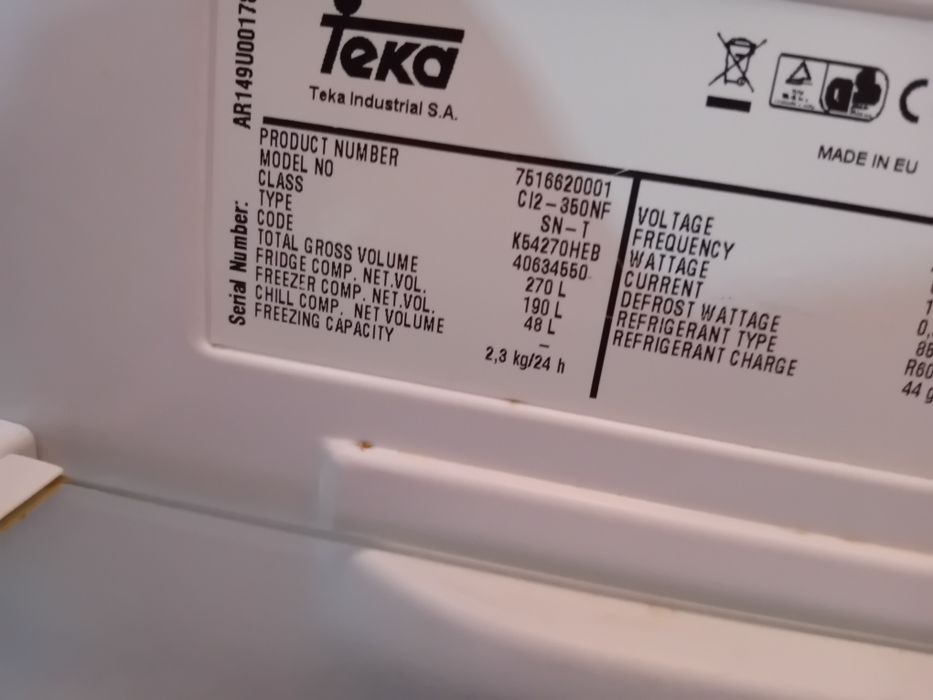 Teka
Teka Industrial S.A.
MADE IN EU
Serial Number:
PRODUCT NUMBER 7516620001
MODEL NO CI2-350NF
CLASS SN-T
TYPE K54270HEB
CODE 40634550
TOTAL GROSS VOLUME 270 L
FRIDGE COMP. NET.VOL. 190 L
FREEZER COMP. NET.VOL. 48 L
CHILL COMP. NET VOLUME –
FREEZING CAPACITY 2,3 kg/24 h
VOLTAGE
FREQUENCY
WATTAGE
CURRENT
DEFROST WATTAGE
REFRIGERANT TYPE
REFRIGERANT CHARGE 44 g